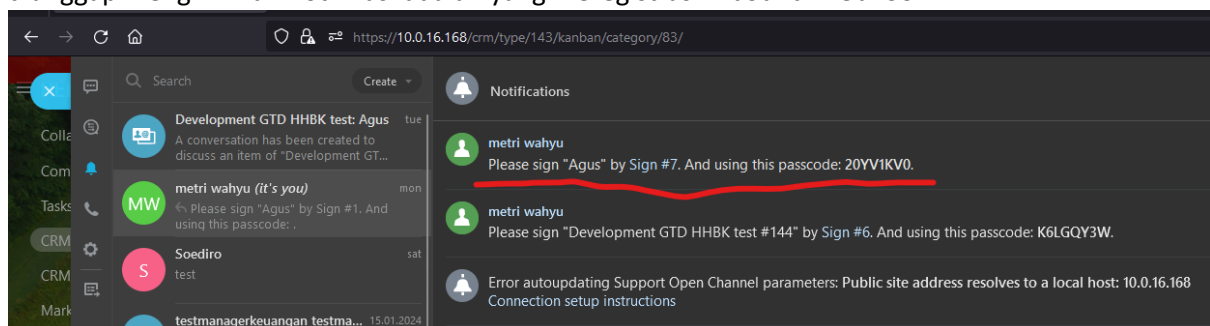 https://10.0.16.168/crm/type/143/kanban/category/83/
Search
Create
Notifications
Colla
Com
Tasks
CRM
CRM
Mark
Development GTD HHBK test: Agus tue
A conversation has been created to
discuss an item of "Development GT...
MW
metri wahyu (it's you) mon
Please sign "Agus" by Sign #1. And
using this passcode: .
S
Soediro sat
test
testmanagerkeuangan testma... 15.01.2024
metri wahyu
Please sign "Agus" by Sign #7. And using this passcode: 20YV1KV0.
metri wahyu
Please sign "Development GTD HHBK test #144" by Sign #6. And using this passcode: K6LGQY3W.
Error autoupdating Support Open Channel parameters: Public site address resolves to a local host: 10.0.16.168
Connection setup instructions